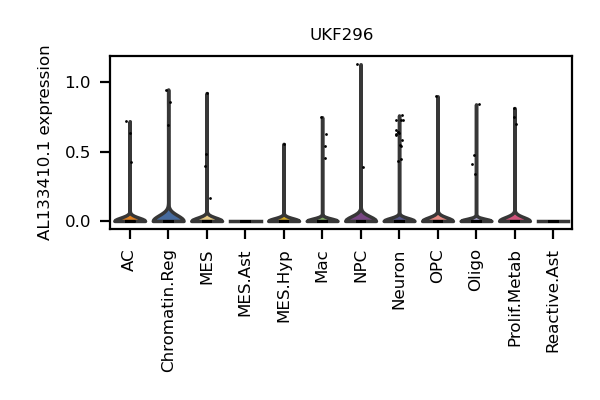 UKF296
AL133410.1 expression
1.0
0.5
0.0
AC
Chromatin.Reg
MES
MES.Ast
MES.Hyp
Mac
NPC
Neuron
OPC
Oligo
Prolif.Metab
Reactive.Ast